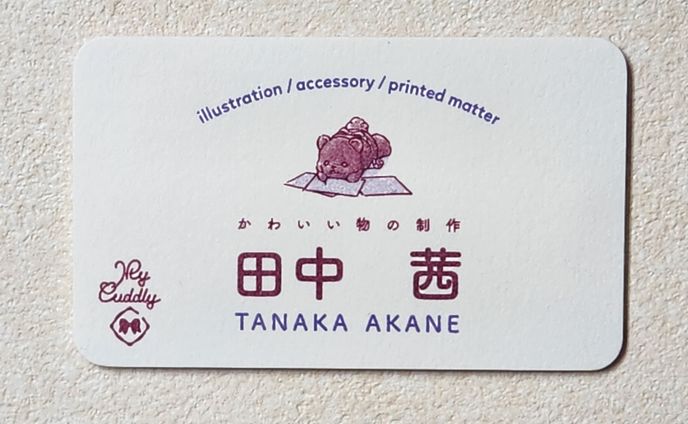 illustration / accessory / printed matter
かわいい物の制作
田中 茜
TANAKA AKANE
My
Cuddly